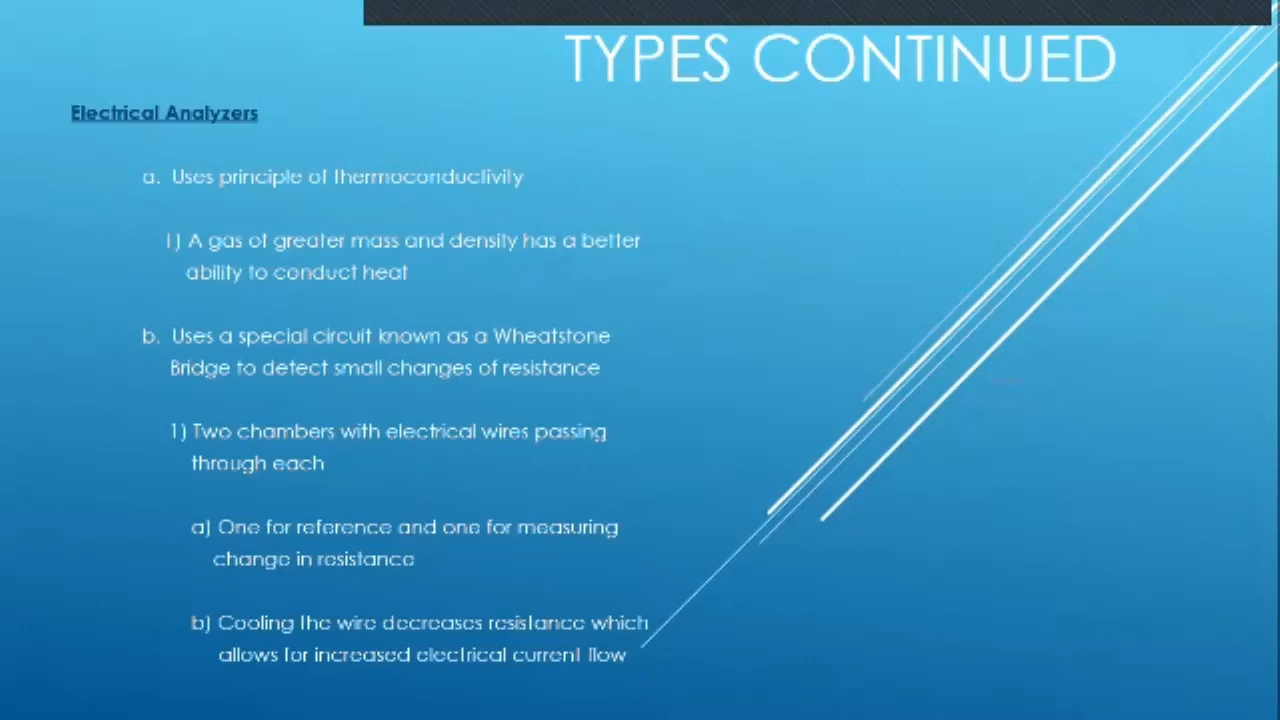 TYPES CONTINUED
Electrical Analyzers
a. Uses principle of thermoconductivity
1) A gas of greater mass and density has a better
ability to conduct heat
b. Uses a special circuit known as a Wheatstone
Bridge to detect small changes of resistance
1) Two chambers with electrical wires passing
through each
a) One for reference and one for measuring
change in resistance
b) Cooling the wire decreases resistance which
allows for increased electrical current flow